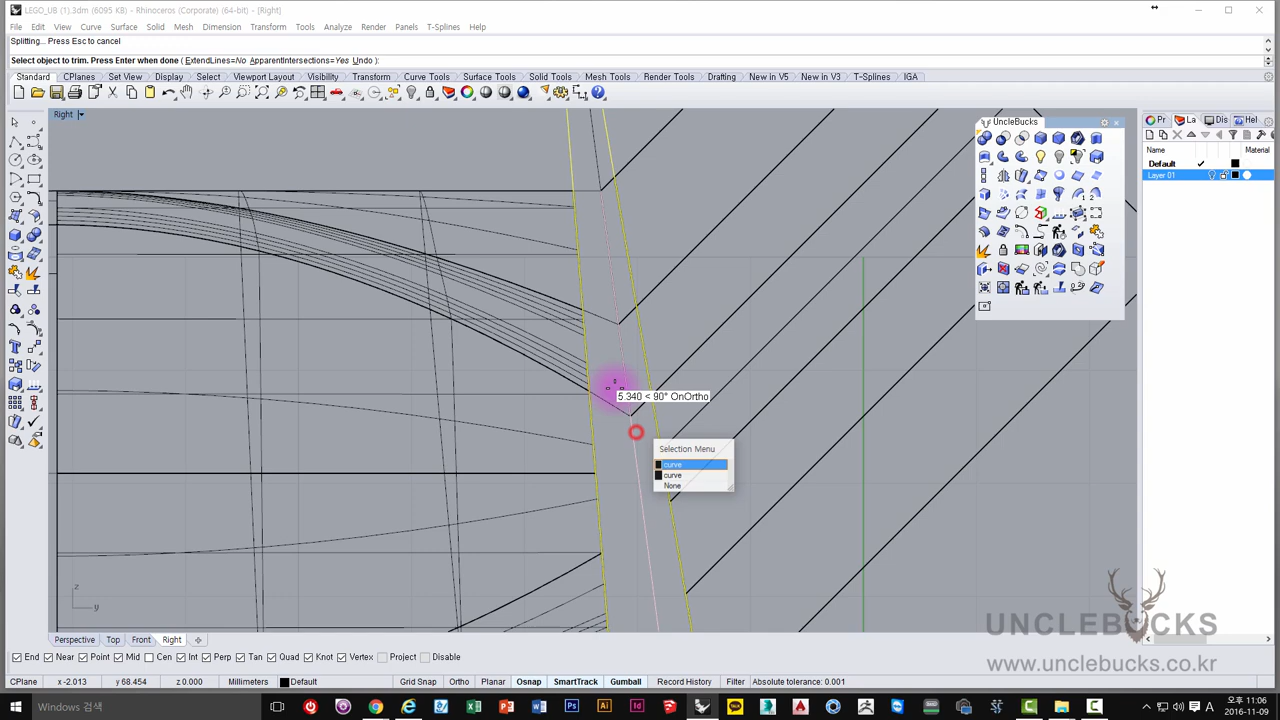 LEGO_UB (1).3dm (6095 KB) - Rhinoceros (Corporate) (64-bit) - [Right]
File Edit View Curve Surface Solid Mesh Dimension Transform Tools Analyze Render Panels T-Splines Help
Splitting... Press Esc to cancel
Select object to trim. Press Enter when done ( ExtendLines=No ApparentIntersections=Yes Undo ):
Standard CPlanes Set View Display Select Viewport Layout Visibility Transform Curve Tools Surface Tools Solid Tools Mesh Tools Render Tools Drafting New in V5 New in V3 T-Splines IGA
Right
UncleBucks
Pr La Dis Hel
Name Material
Default
Layer 01
5.340 < 90° OnOrtho
Selection Menu
curve
curve
None
z
y
UNCLEBUCKS
www.unclebucks.co.kr
Perspective Top Front Right
End Near Point Mid Cen Int Perp Tan Quad Knot Vertex Project Disable
CPlane x -2.013 y 68.454 z 0.000 Millimeters Default Grid Snap Ortho Planar Osnap SmartTrack Gumball Record History Filter Absolute tolerance: 0.001
Windows 검색
A
오후 11:06
2016-11-09